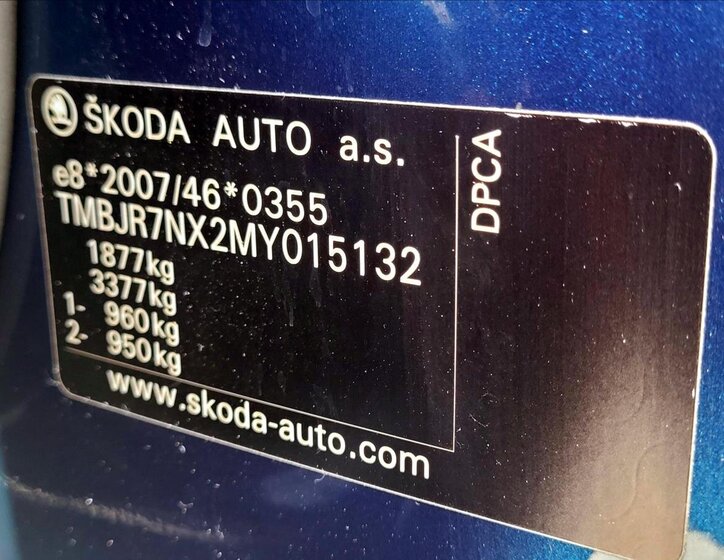 ŠKODA AUTO a.s.
e8*2007/46*0355
TMBJR7NX2MY015132
1877kg
3377kg
1- 960kg
2- 950kg
www.skoda-auto.com
DPCA